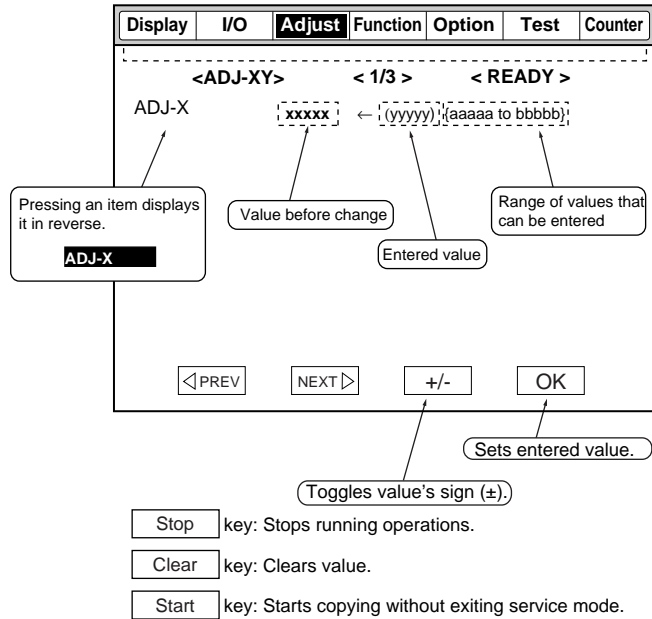 Display I/O Adjust Function Option Test Counter
<ADJ-XY> < 1/3 > < READY >
ADJ-X xxxxx ← (yyyyy) {aaaaa to bbbbb}
Pressing an item displays
it in reverse.
ADJ-X
Value before change
Entered value
Range of values that
can be entered
PREV NEXT +/- OK
Sets entered value.
Toggles value's sign (±).
Stop key: Stops running operations.
Clear key: Clears value.
Start key: Starts copying without exiting service mode.